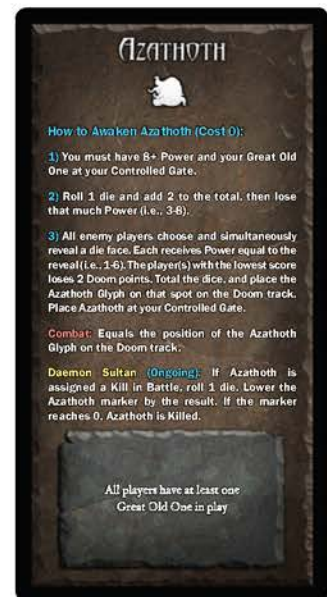 AZATHOTH
How to Awaken Azathoth (Cost 0):
1) You must have 8+ Power and your Great Old
One at your Controlled Gate.
2) Roll 1 die and add 2 to the total, then lose
that much Power (i.e., 3-8).
3) All enemy players choose and simultaneously
reveal a die face. Each receives Power equal to the
reveal (i.e., 1-6). The player(s) with the lowest score
loses 2 Doom points. Total the dice, and place the
Azathoth Glyph on that spot on the Doom track.
Place Azathoth at your Controlled Gate.
Combat: Equals the position of the Azathoth
Glyph on the Doom track.
Daemon Sultan (Ongoing): If Azathoth is
assigned a Kill in Battle, roll 1 die. Lower the
Azathoth marker by the result. If the marker
reaches 0, Azathoth is Killed.
All players have at least one
Great Old One in play